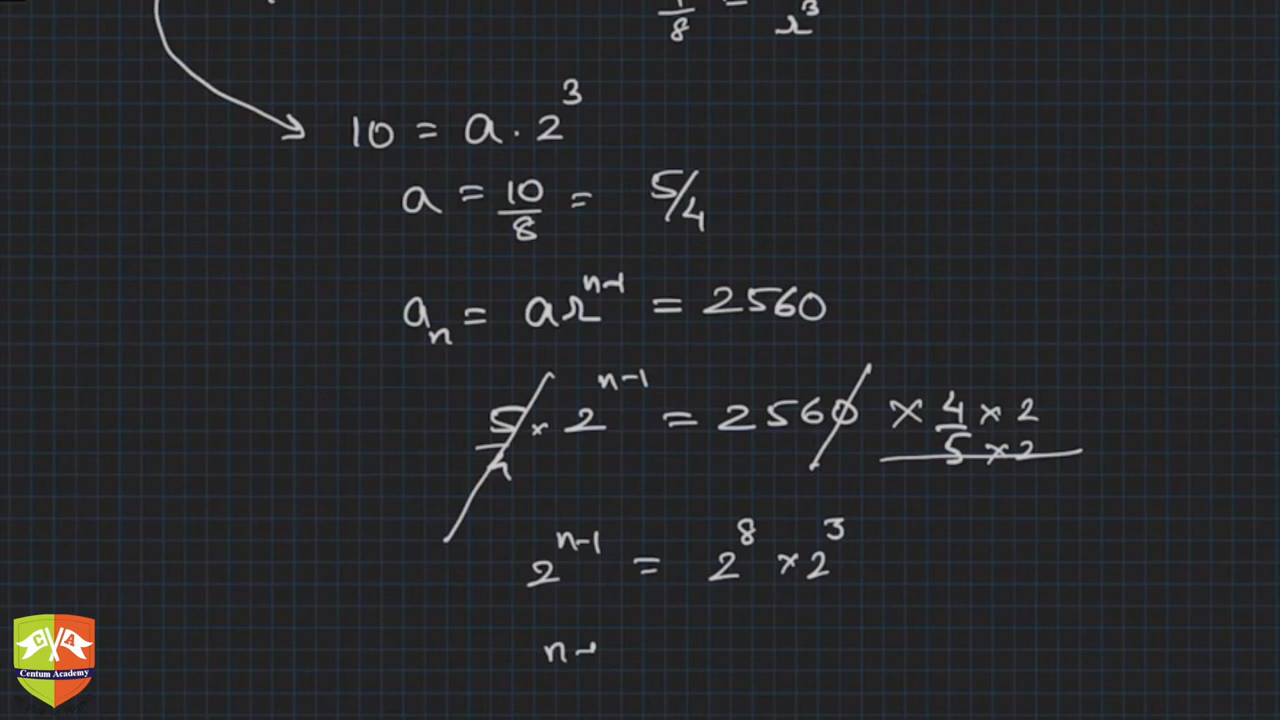 1/8 = r³
10 = a · 2³
a = 10/8 = 5/4
aₙ = arⁿ⁻¹ = 2560
5/4 × 2ⁿ⁻¹ = 2560 × 4/5 × 2/× 2
2ⁿ⁻¹ = 2⁸ × 2³
n -
C A
Centum Academy